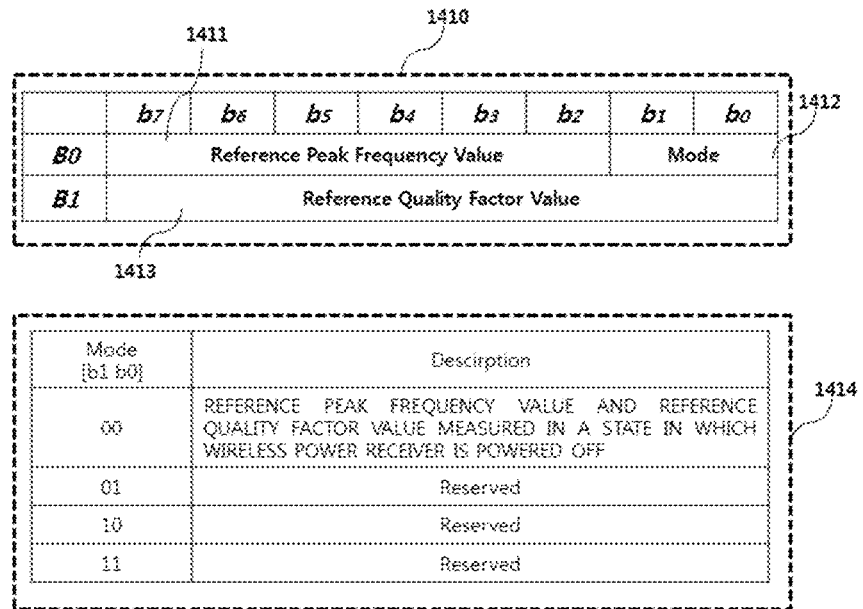 1410
1411
b7 b6 b5 b4 b3 b2 b1 b0
1412
B0 Reference Peak Frequency Value Mode
B1 Reference Quality Factor Value
1413
Mode
[b1 b0]
Descirption
00
REFERENCE PEAK FREQUENCY VALUE AND REFERENCE
QUALITY FACTOR VALUE MEASURED IN A STATE IN WHICH
WIRELESS POWER RECEIVER IS POWERED OFF
1414
01 Reserved
10 Reserved
11 Reserved